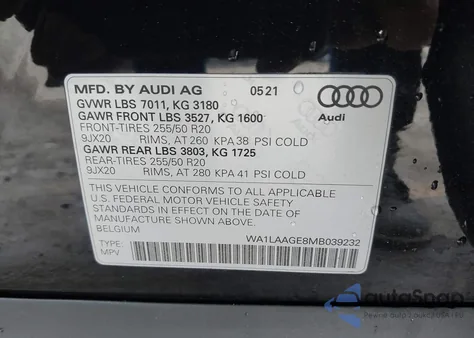 MFD. BY AUDI AG 05 21
GVWR LBS 7011, KG 3180
GAWR FRONT LBS 3527, KG 1600
FRONT-TIRES 255/50 R20
9JX20 RIMS, AT 260 KPA 38 PSI COLD
GAWR REAR LBS 3803, KG 1725
REAR-TIRES 255/50 R20
9JX20 RIMS, AT 280 KPA 41 PSI COLD
Audi
THIS VEHICLE CONFORMS TO ALL APPLICABLE
U.S. FEDERAL MOTOR VEHICLE SAFETY
STANDARDS IN EFFECT ON THE DATE OF
MANUFACTURE SHOWN ABOVE.
BELGIUM
WA1LAAGE8MB039232
TYPE:
MPV
autoSnap